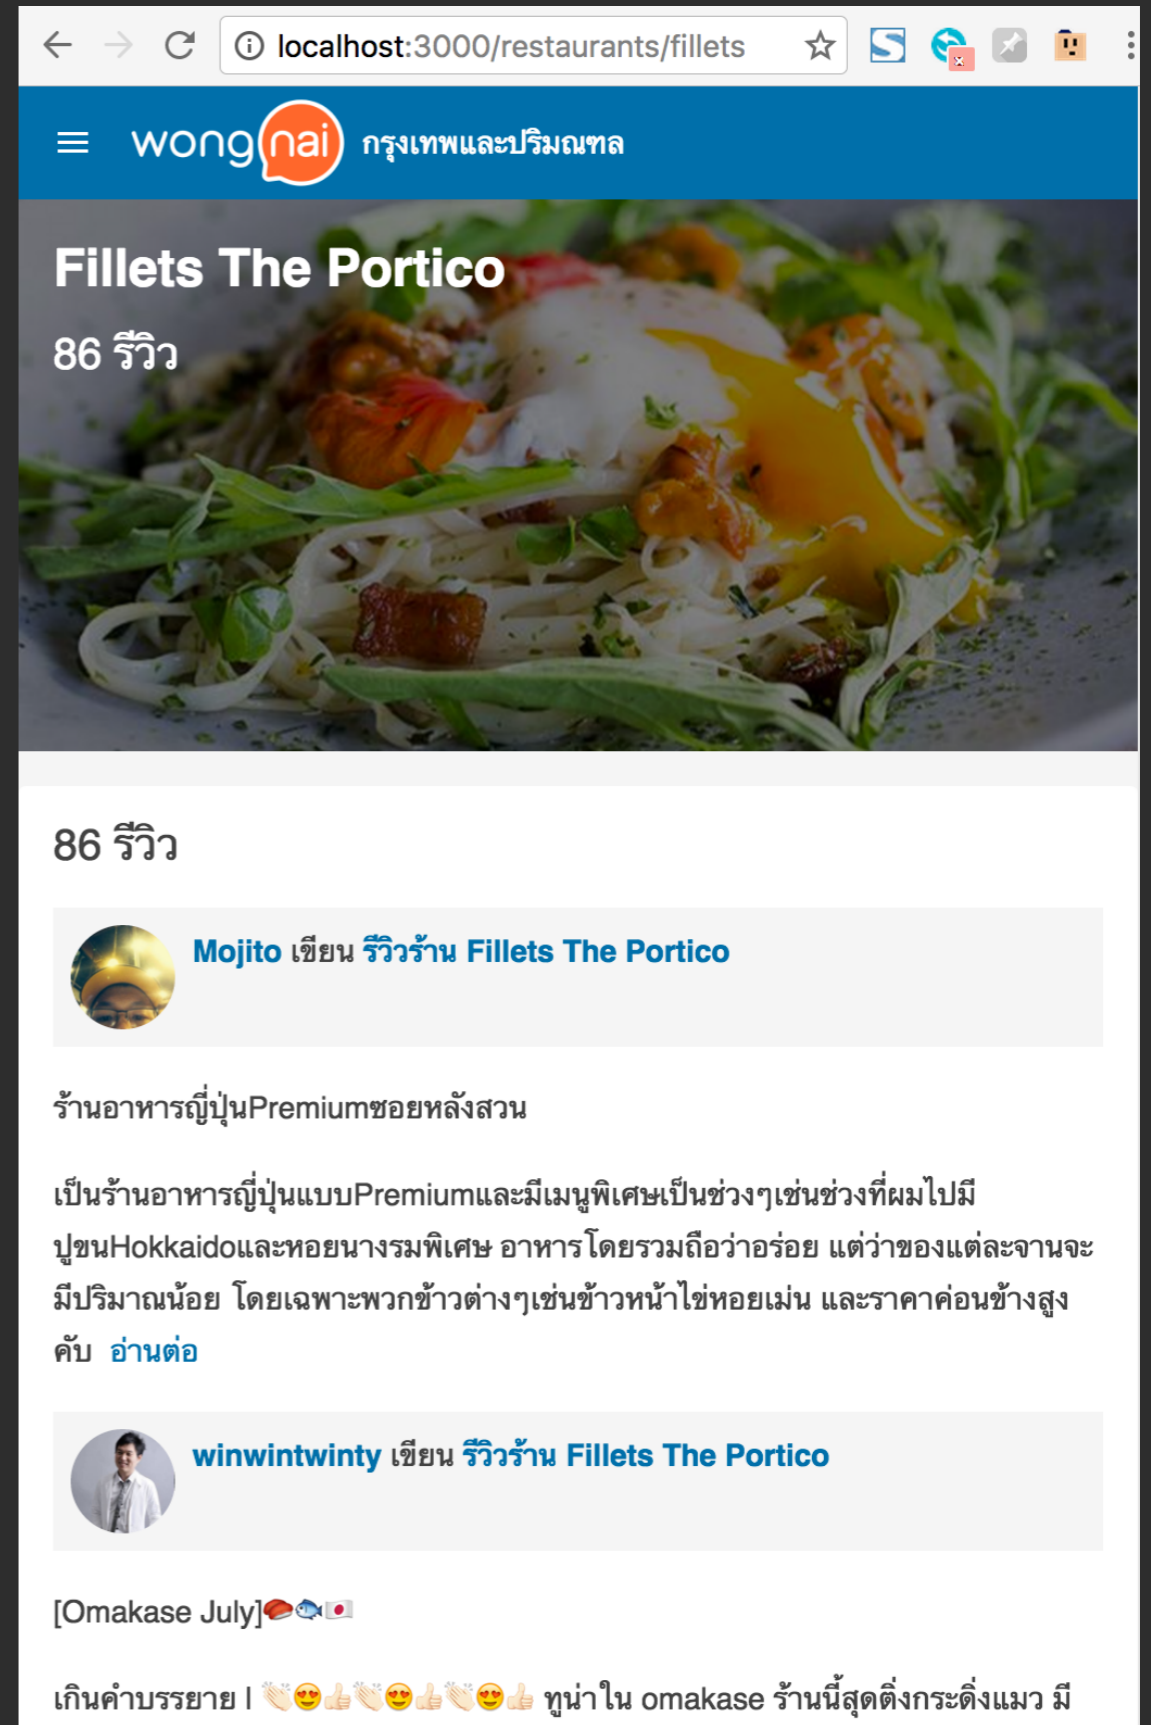 localhost:3000/restaurants/fillets
wongnai กรุงเทพและปริมณฑล
Fillets The Portico
86 รีวิว
86 รีวิว
Mojito เขียน รีวิวร้าน Fillets The Portico
ร้านอาหารญี่ปุ่นPremiumซอยหลังสวน
เป็นร้านอาหารญี่ปุ่นแบบPremiumและมีเมนูพิเศษเป็นช่วงๆเช่นช่วงที่ผมไปมี
ปูขนHokkaidoและหอยนางรมพิเศษ อาหารโดยรวมถือว่าอร่อย แต่ว่าของแต่ละจานจะ
มีปริมาณน้อย โดยเฉพาะพวกข้าวต่างๆเช่นข้าวหน้าไข่หอยเม่น และราคาค่อนข้างสูง
คับ อ่านต่อ
winwintwinty เขียน รีวิวร้าน Fillets The Portico
[Omakase July]🍣🐟🇯🇵
เกินคำบรรยาย | 👏🏻😍👍🏻👏🏻😍👍🏻👏🏻😍👍🏻 ทูน่าใน omakase ร้านนี้สุดติ่งกระดิ่งแมว มี